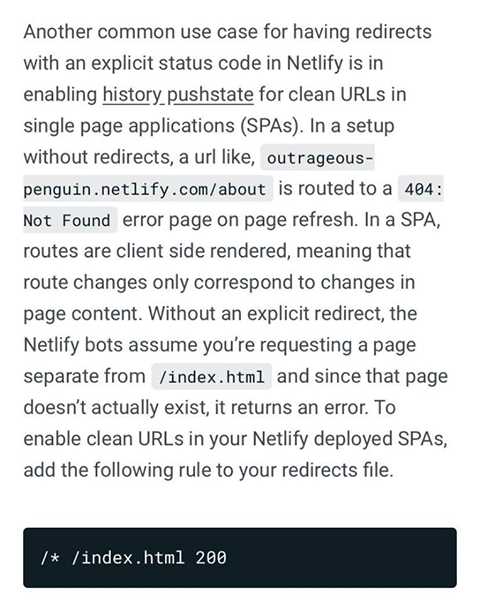 Another common use case for having redirects
with an explicit status code in Netlify is in
enabling history pushstate for clean URLs in
single page applications (SPAs). In a setup
without redirects, a url like, outrageous-
penguin.netlify.com/about is routed to a 404:
Not Found error page on page refresh. In a SPA,
routes are client side rendered, meaning that
route changes only correspond to changes in
page content. Without an explicit redirect, the
Netlify bots assume you’re requesting a page
separate from /index.html and since that page
doesn’t actually exist, it returns an error. To
enable clean URLs in your Netlify deployed SPAs,
add the following rule to your redirects file.
/* /index.html 200